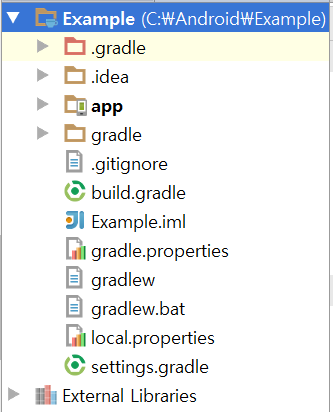 Example (C:₩Android₩Example)
.gradle
.idea
app
gradle
.gitignore
build.gradle
Example.iml
gradle.properties
gradlew
gradlew.bat
local.properties
settings.gradle
External Libraries